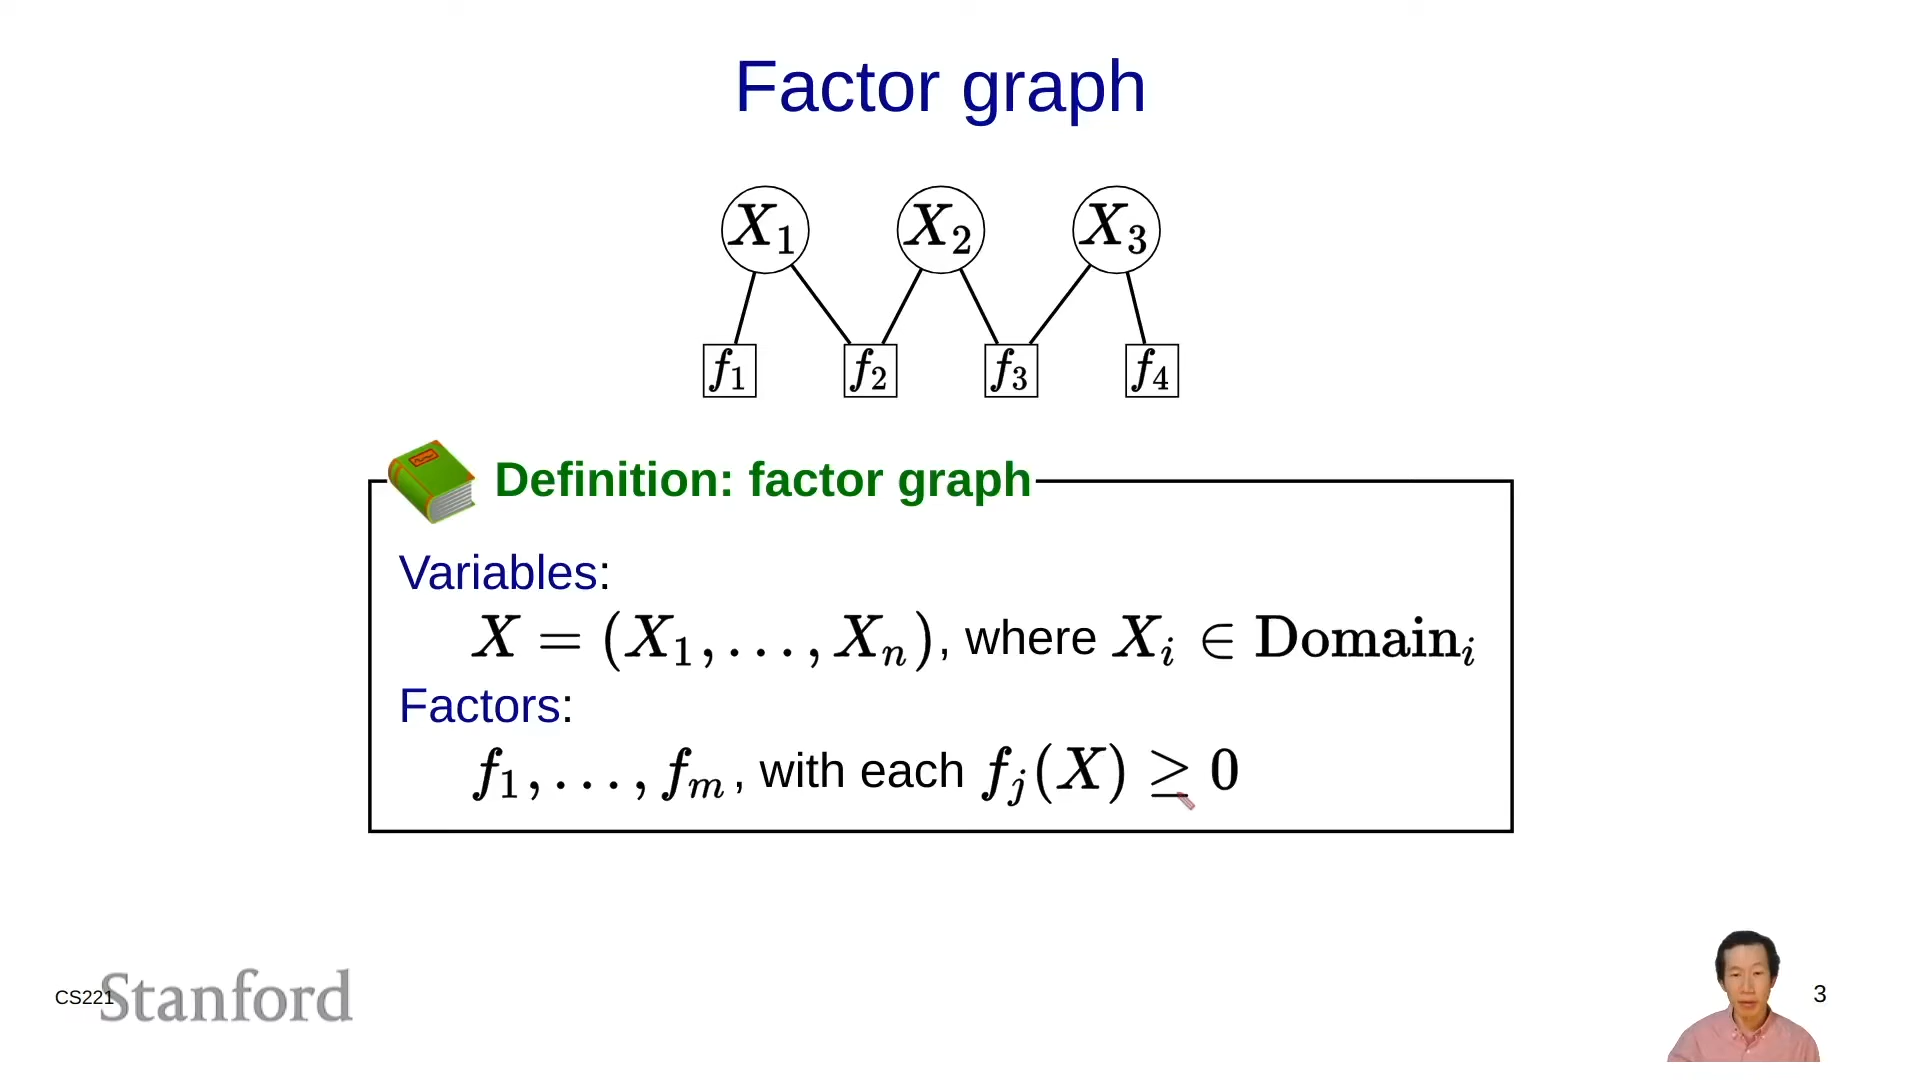 Factor graph
X₁ X₂ X₃
f₁ f₂ f₃ f₄
Definition: factor graph
Variables:
X = (X₁, . . . , Xₙ), where Xᵢ ∈ Domainᵢ
Factors:
f₁, . . . , fₘ, with each fⱼ(X) ≥ 0
CS221 Stanford
3